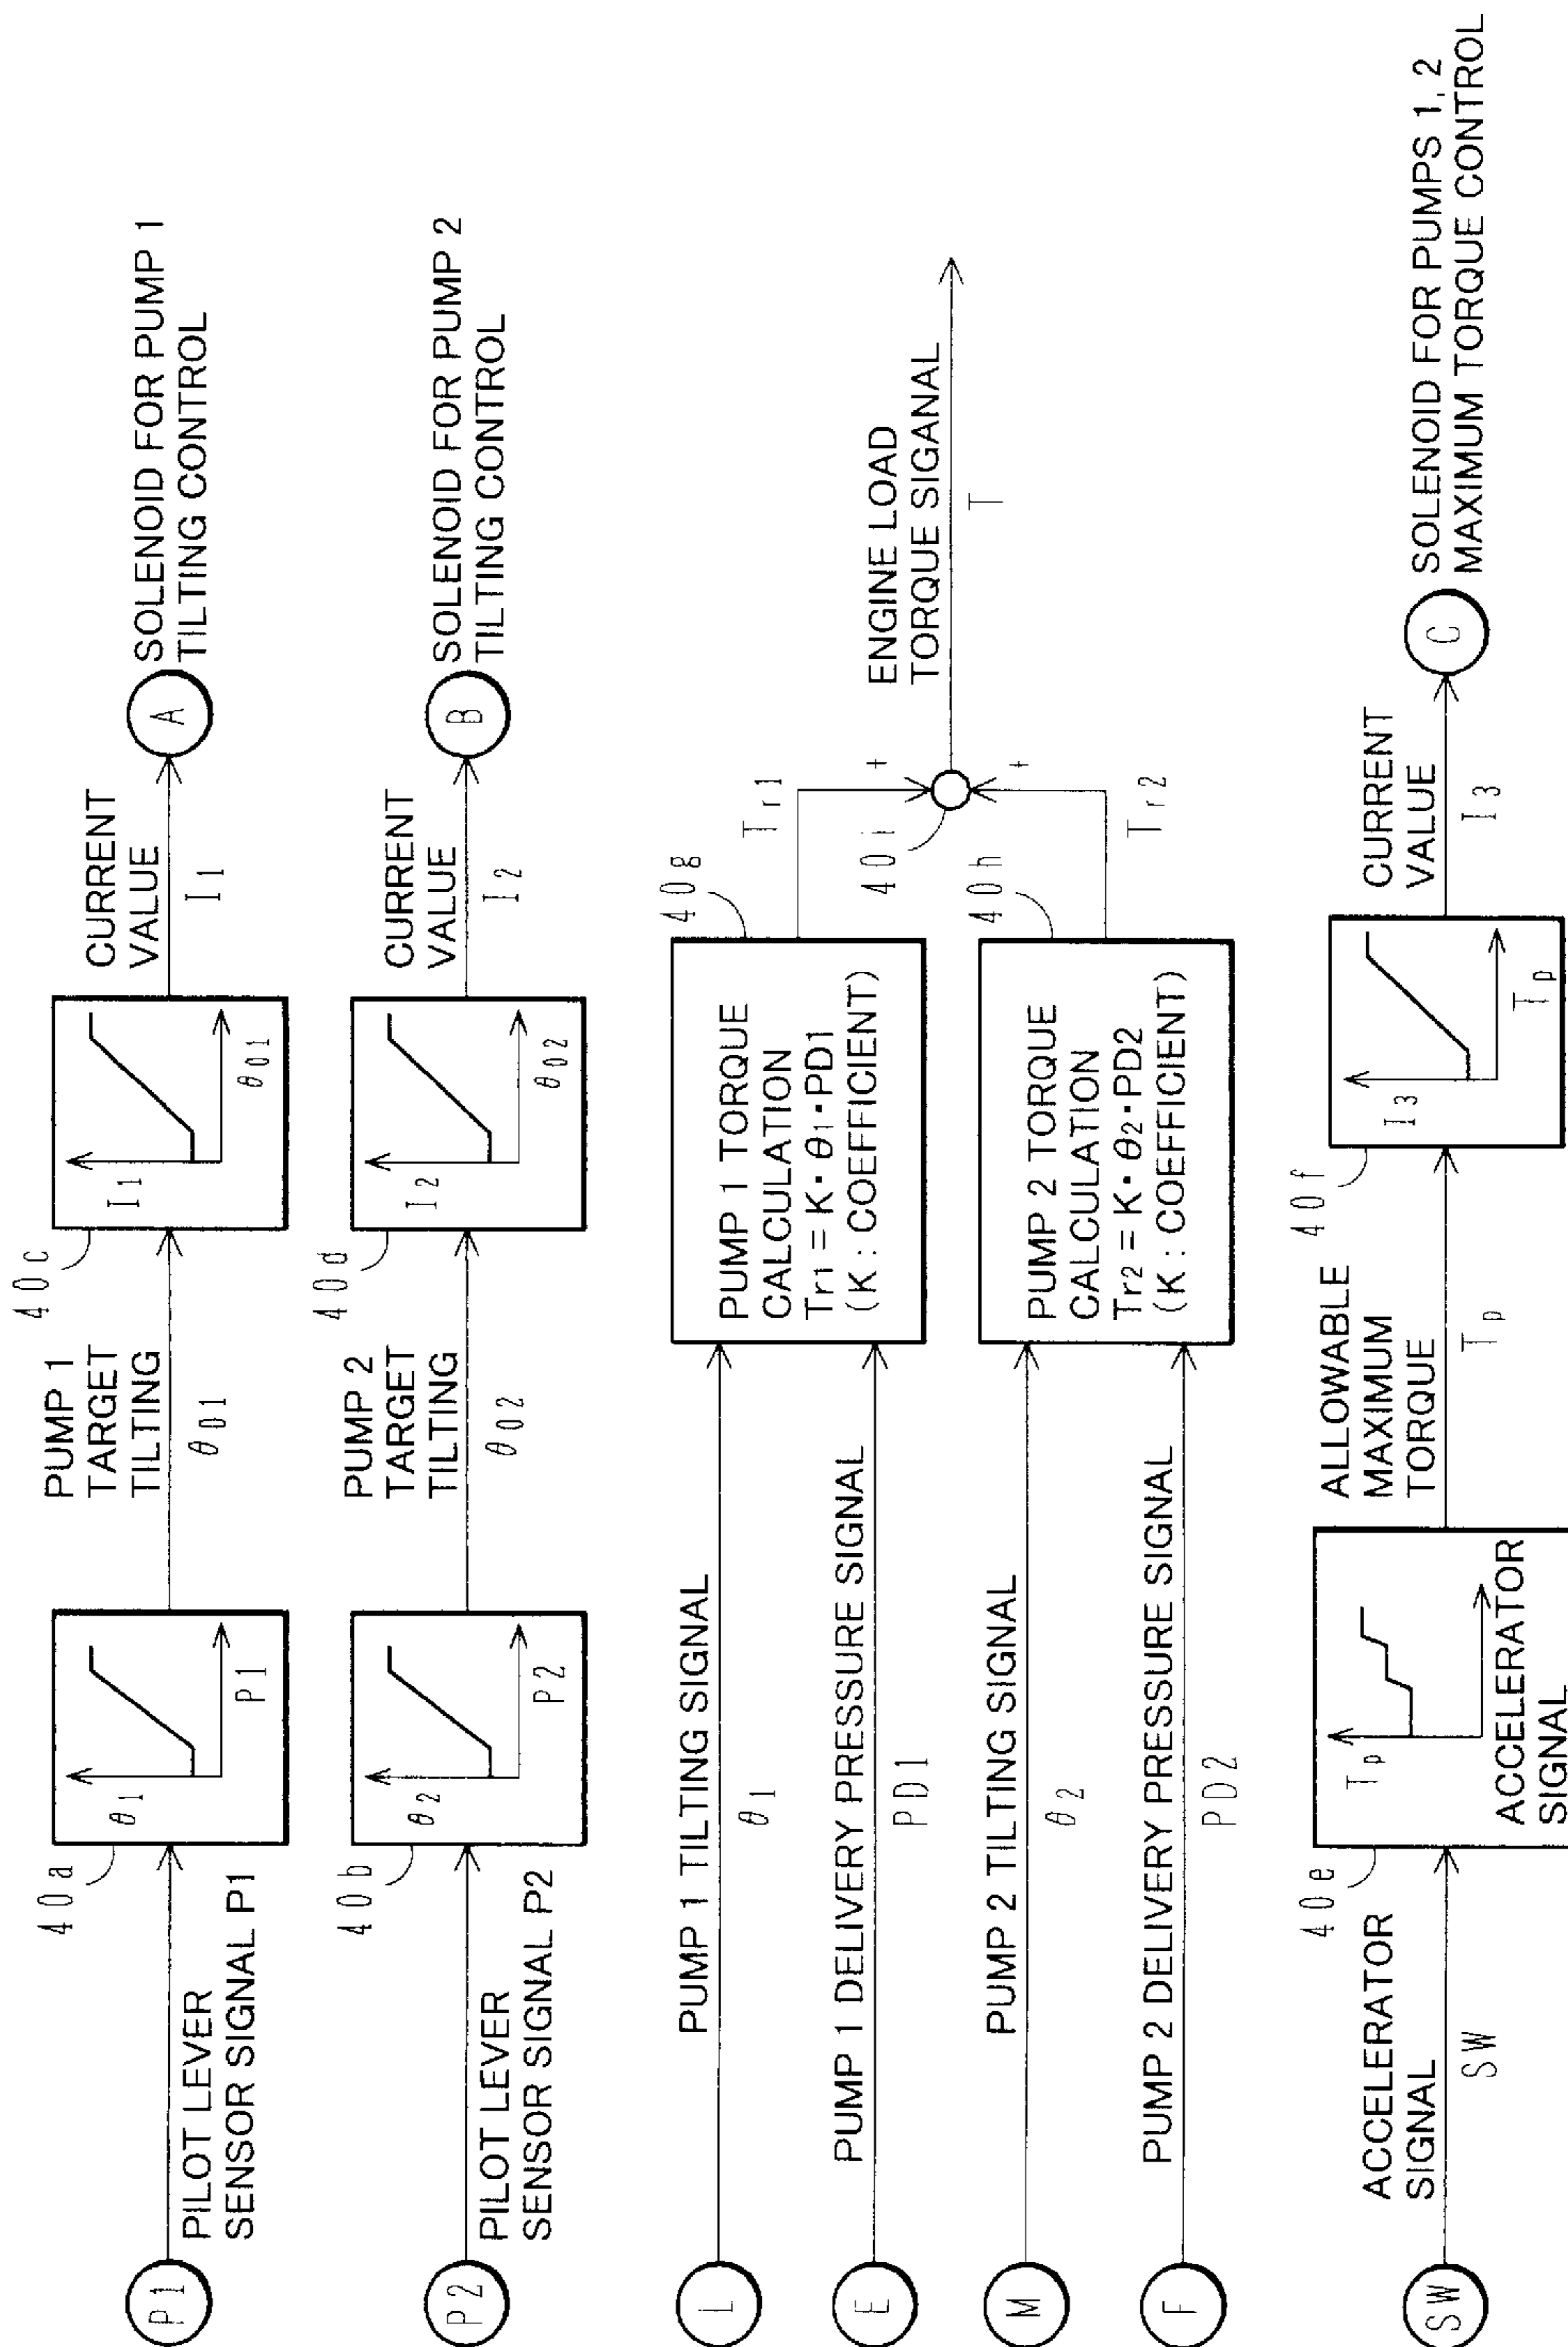 P1
PILOT LEVER
SENSOR SIGNAL P1
40a
θ1
P1
PUMP 1
TARGET
TILTING
θ01
40c
I1
θ01
CURRENT
VALUE
I1
A
SOLENOID FOR PUMP 1
TILTING CONTROL
P2
PILOT LEVER
SENSOR SIGNAL P2
40b
θ2
P2
PUMP 2
TARGET
TILTING
θ02
40d
I2
θ02
CURRENT
VALUE
I2
B
SOLENOID FOR PUMP 2
TILTING CONTROL
L
PUMP 1 TILTING SIGNAL
θ1
E
PUMP 1 DELIVERY PRESSURE SIGNAL
PD1
PUMP 1 TORQUE
CALCULATION
Tr1 = K・θ1・PD1
(K : COEFFICIENT)
40g
Tr1
+
40i
M
PUMP 2 TILTING SIGNAL
θ2
F
PUMP 2 DELIVERY PRESSURE SIGNAL
PD2
PUMP 2 TORQUE
CALCULATION
Tr2 = K・θ2・PD2
(K : COEFFICIENT)
40h
Tr2
+
ENGINE LOAD
TORQUE SIGANAL
T
SW
ACCELERATOR
SIGNAL
SW
40e
Tp
ACCELERATOR
SIGNAL
ALLOWABLE
MAXIMUM
TORQUE
Tp
40f
I3
Tp
CURRENT
VALUE
I3
C
SOLENOID FOR PUMPS 1, 2
MAXIMUM TORQUE CONTROL